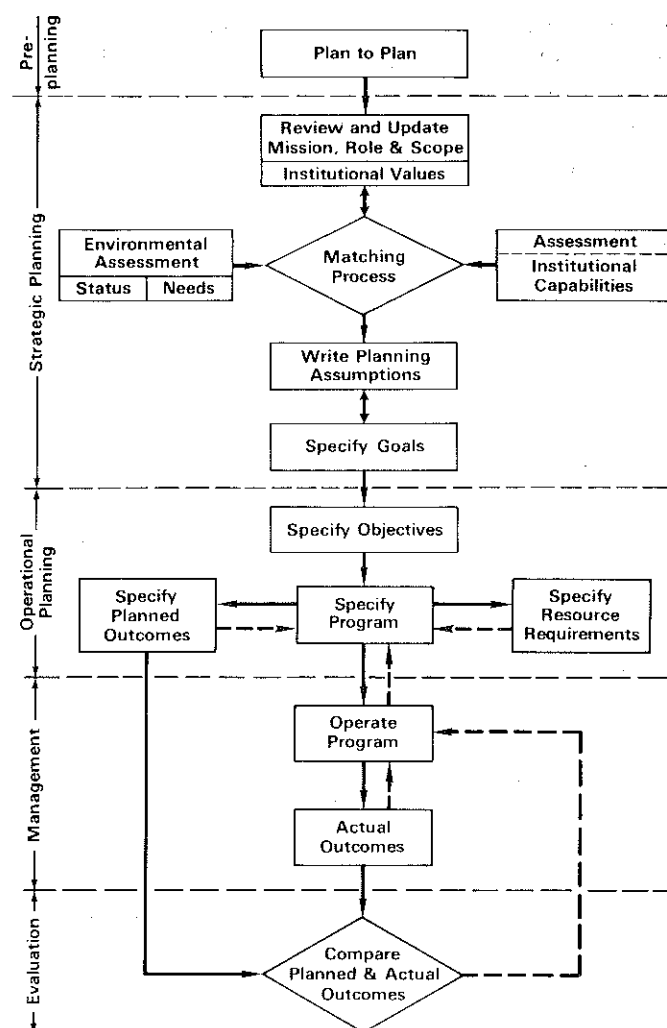 Pre-
planning
Plan to Plan
Strategic Planning
Review and Update
Mission, Role & Scope
Institutional Values
Environmental
Assessment
Status
Needs
Matching
Process
Assessment
Institutional
Capabilities
Write Planning
Assumptions
Specify Goals
Operational
Planning
Specify Objectives
Specify
Planned
Outcomes
Specify
Program
Specify
Resource
Requirements
Management
Operate
Program
Actual
Outcomes
Evaluation
Compare
Planned & Actual
Outcomes